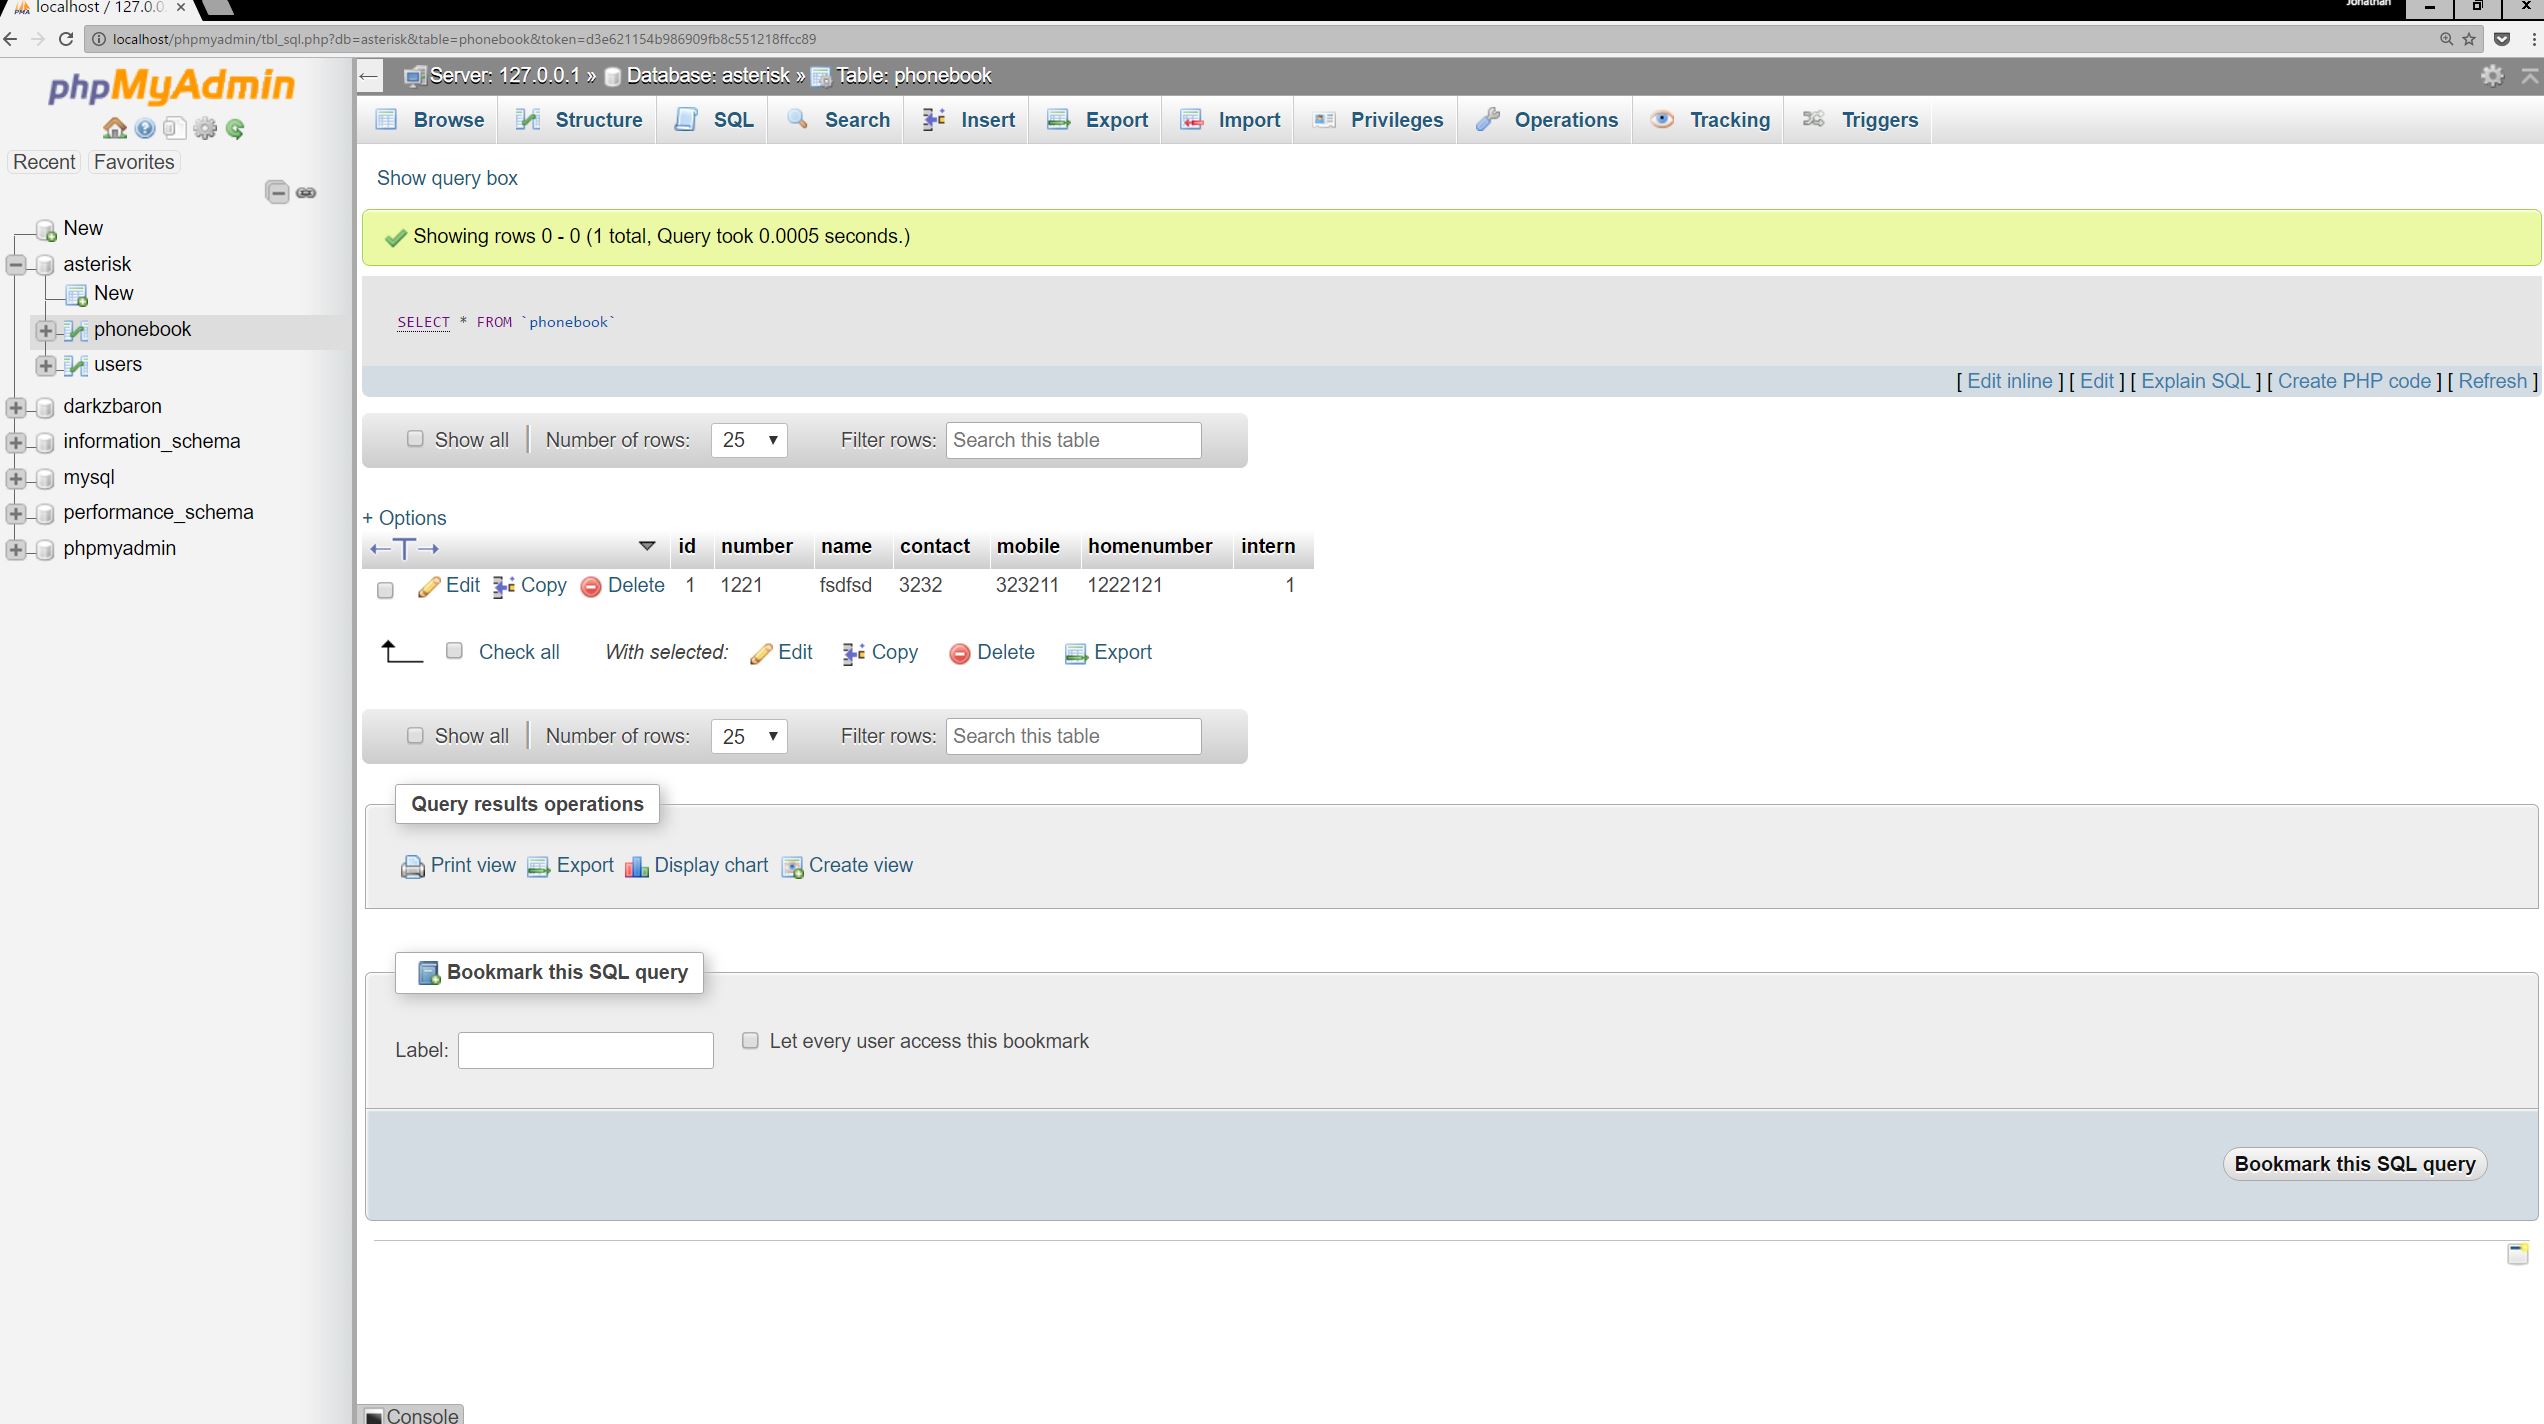 localhost / 127.0.0.
Jonathan
localhost/phpmyadmin/tbl_sql.php?db=asterisk&table=phonebook&token=d3e621154b986909fb8c551218ffcc89
phpMyAdmin
Recent Favorites
New
asterisk
New
phonebook
users
darkzbaron
information_schema
mysql
performance_schema
phpmyadmin
Server: 127.0.0.1 » Database: asterisk » Table: phonebook
Browse Structure SQL Search Insert Export Import Privileges Operations Tracking Triggers
Show query box
Showing rows 0 - 0 (1 total, Query took 0.0005 seconds.)
SELECT * FROM `phonebook`
[ Edit inline ] [ Edit ] [ Explain SQL ] [ Create PHP code ] [ Refresh ]
Show all | Number of rows: 25 Filter rows: Search this table
+ Options
←T→ id number name contact mobile homenumber intern
Edit Copy Delete 1 1221 fsdfsd 3232 323211 1222121 1
Check all With selected: Edit Copy Delete Export
Show all | Number of rows: 25 Filter rows: Search this table
Query results operations
Print view Export Display chart Create view
Bookmark this SQL query
Label: Let every user access this bookmark
Bookmark this SQL query
Console